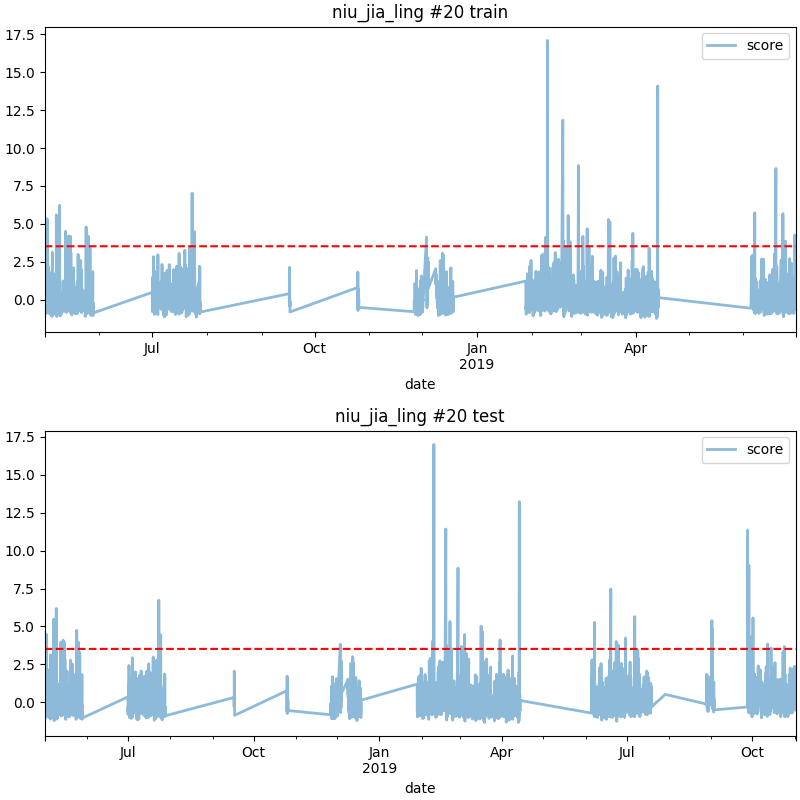 niu_jia_ling #20 train
17.5
15.0
12.5
10.0
7.5
5.0
2.5
0.0
score
Jul
Oct
Jan
2019
Apr
date
niu_jia_ling #20 test
17.5
15.0
12.5
10.0
7.5
5.0
2.5
0.0
score
Jul
Oct
Jan
2019
Apr
Jul
Oct
date